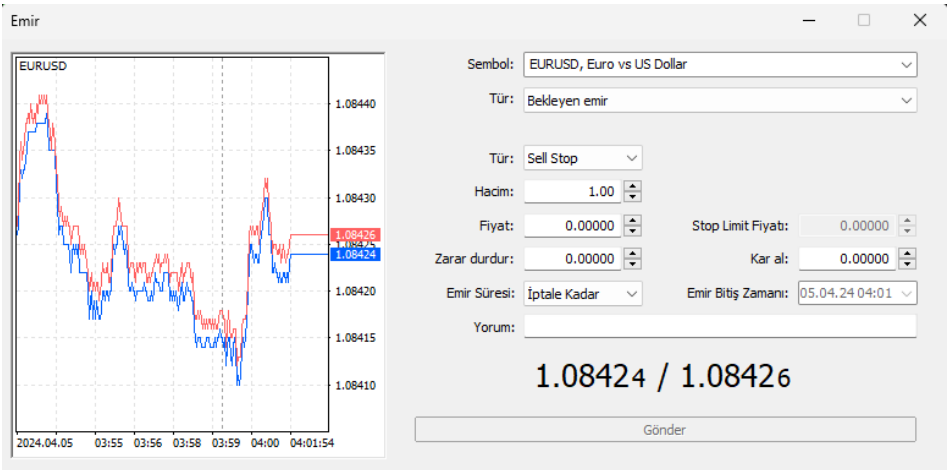 Emir
EURUSD
1.08440
1.08435
1.08430
1.08426
1.08425
1.08424
1.08420
1.08415
1.08410
2024.04.05 03:55 03:56 03:58 03:59 04:00 04:01:54
Sembol: EURUSD, Euro vs US Dollar
Tür: Bekleyen emir
Tür: Sell Stop
Hacim: 1.00
Fiyat: 0.00000 Stop Limit Fiyatı: 0.00000
Zarar durdur: 0.00000 Kar al: 0.00000
Emir Süresi: İptale Kadar Emir Bitiş Zamanı: 05.04.24 04:01
Yorum:
1.08424 / 1.08426
Gönder